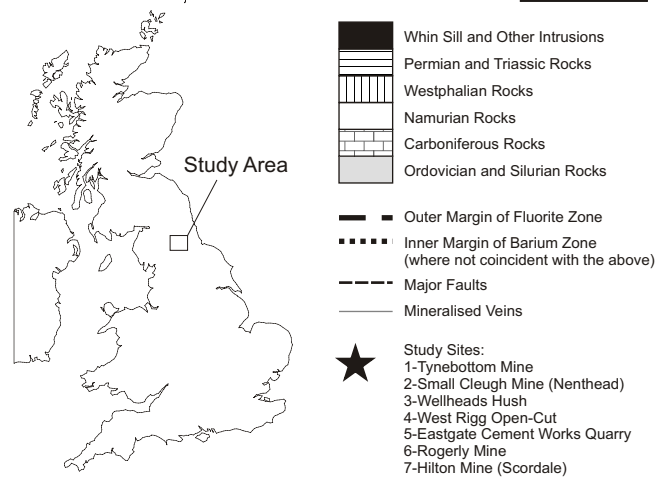 Study Area
Whin Sill and Other Intrusions
Permian and Triassic Rocks
Westphalian Rocks
Namurian Rocks
Carboniferous Rocks
Ordovician and Silurian Rocks
Outer Margin of Fluorite Zone
Inner Margin of Barium Zone
(where not coincident with the above)
Major Faults
Mineralised Veins
Study Sites:
1-Tynebottom Mine
2-Small Cleugh Mine (Nenthead)
3-Wellheads Hush
4-West Rigg Open-Cut
5-Eastgate Cement Works Quarry
6-Rogerly Mine
7-Hilton Mine (Scordale)